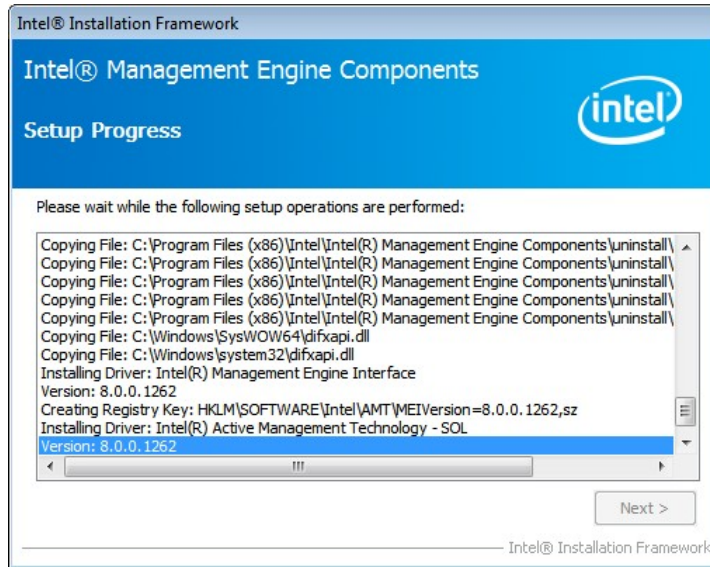 Intel® Installation Framework
Intel® Management Engine Components
Setup Progress
intel
Please wait while the following setup operations are performed:
Copying File: C:\Program Files (x86)\Intel\Intel(R) Management Engine Components\uninstall\
Copying File: C:\Program Files (x86)\Intel\Intel(R) Management Engine Components\uninstall\
Copying File: C:\Program Files (x86)\Intel\Intel(R) Management Engine Components\uninstall\
Copying File: C:\Program Files (x86)\Intel\Intel(R) Management Engine Components\uninstall\
Copying File: C:\Program Files (x86)\Intel\Intel(R) Management Engine Components\uninstall\
Copying File: C:\Windows\SysWOW64\difxapi.dll
Copying File: C:\Windows\system32\difxapi.dll
Installing Driver: Intel(R) Management Engine Interface
Version: 8.0.0.1262
Creating Registry Key: HKLM\SOFTWARE\Intel\AMT\MEIVersion=8.0.0.1262,sz
Installing Driver: Intel(R) Active Management Technology - SOL
Version: 8.0.0.1262
Next >
Intel® Installation Framework